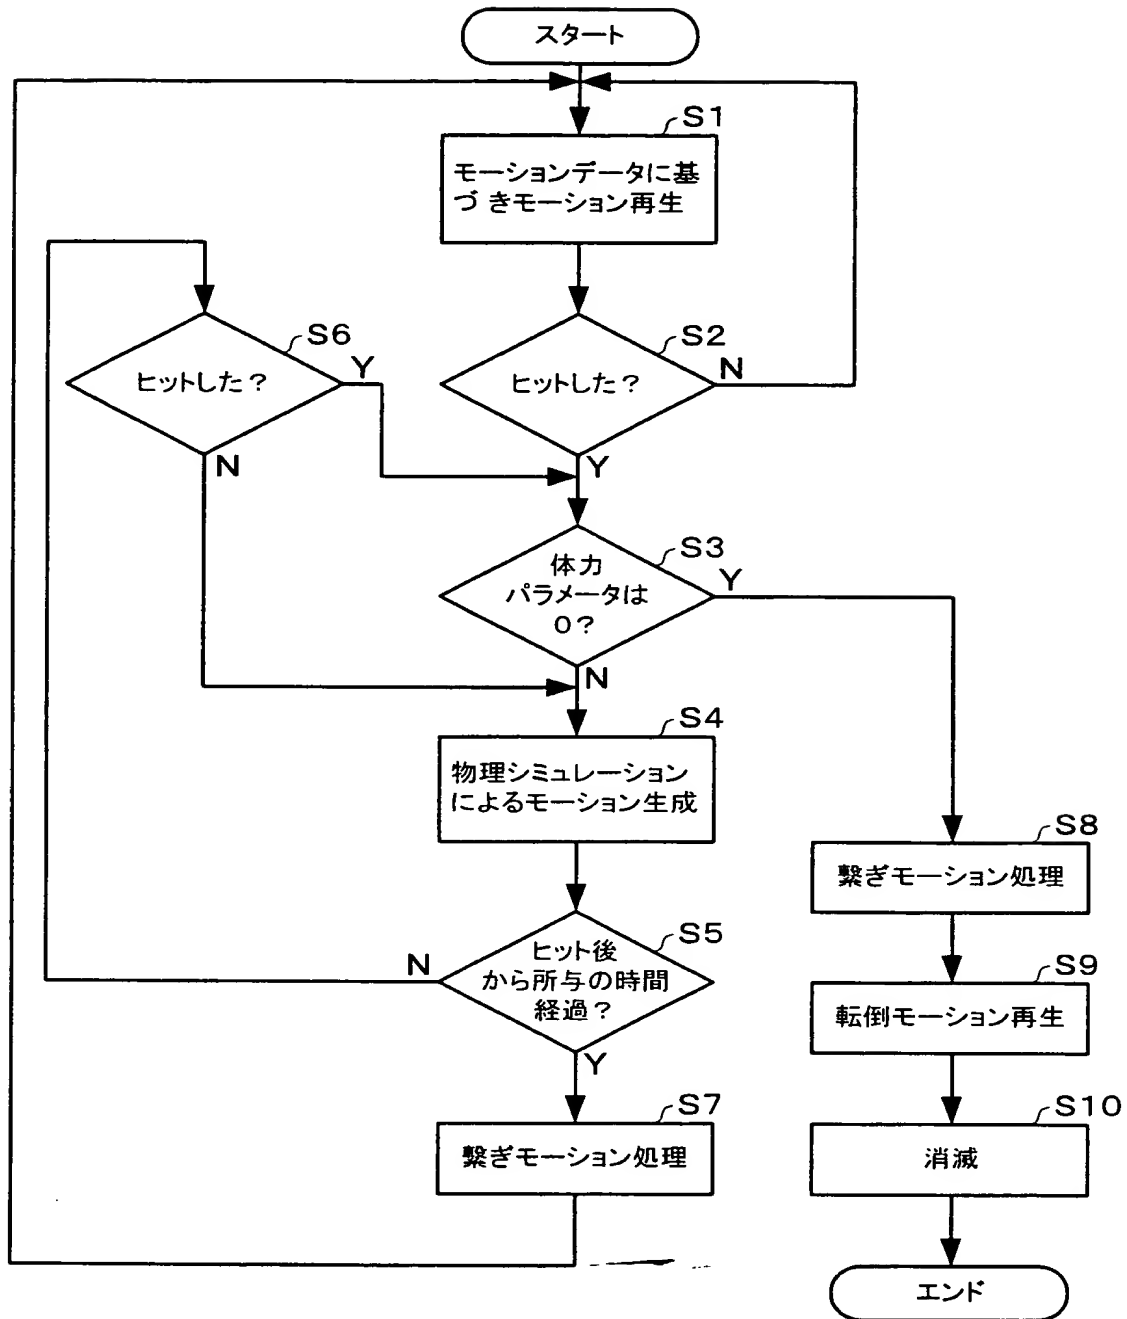 スタート
S1
モーションデータに基
づきモーション再生
S6
ヒットした？
Y
N
S2
ヒットした？
N
Y
S3
体力
パラメータは
0？
Y
N
S4
物理シミュレーション
によるモーション生成
S5
ヒット後
から所与の時間
経過？
N
Y
S7
繋ぎモーション処理
S8
繋ぎモーション処理
S9
転倒モーション再生
S10
消滅
エンド